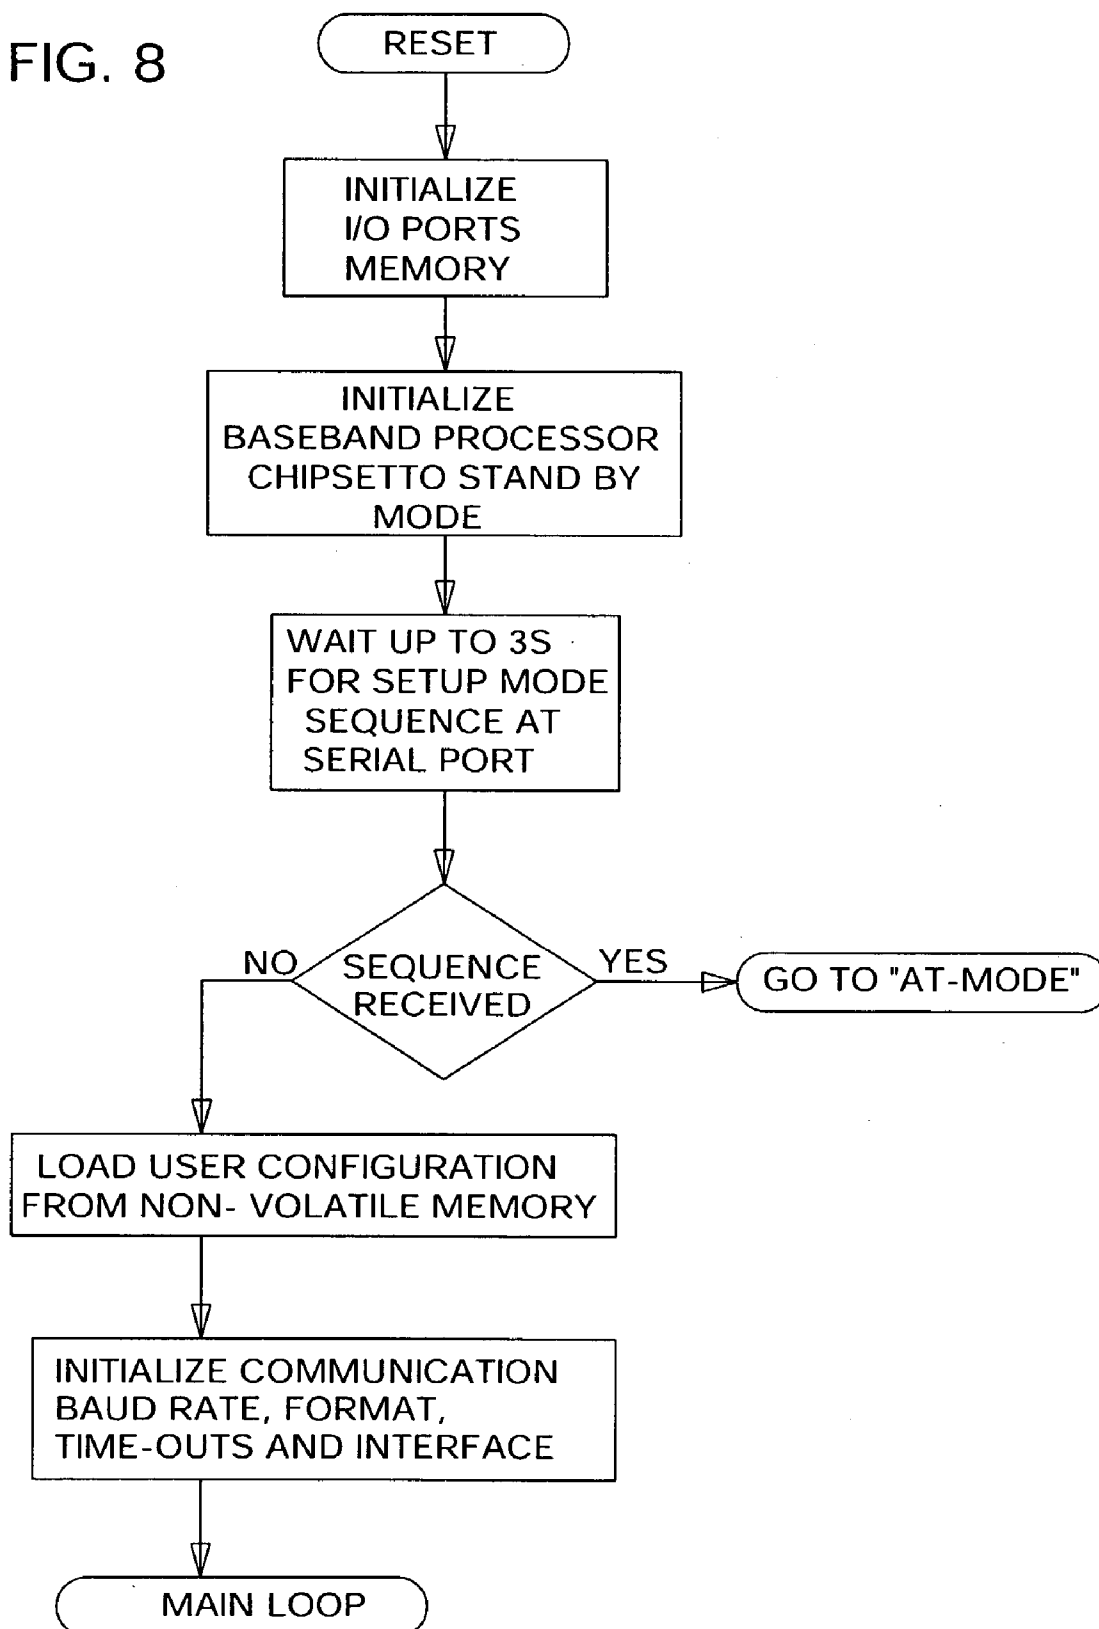 FIG. 8
RESET
INITIALIZE
I/O PORTS
MEMORY
INITIALIZE
BASEBAND PROCESSOR
CHIPSETTO STAND BY
MODE
WAIT UP TO 3S
FOR SETUP MODE
SEQUENCE AT
SERIAL PORT
NO
SEQUENCE
RECEIVED
YES
GO TO "AT-MODE"
LOAD USER CONFIGURATION
FROM NON- VOLATILE MEMORY
INITIALIZE COMMUNICATION
BAUD RATE, FORMAT,
TIME-OUTS AND INTERFACE
MAIN LOOP